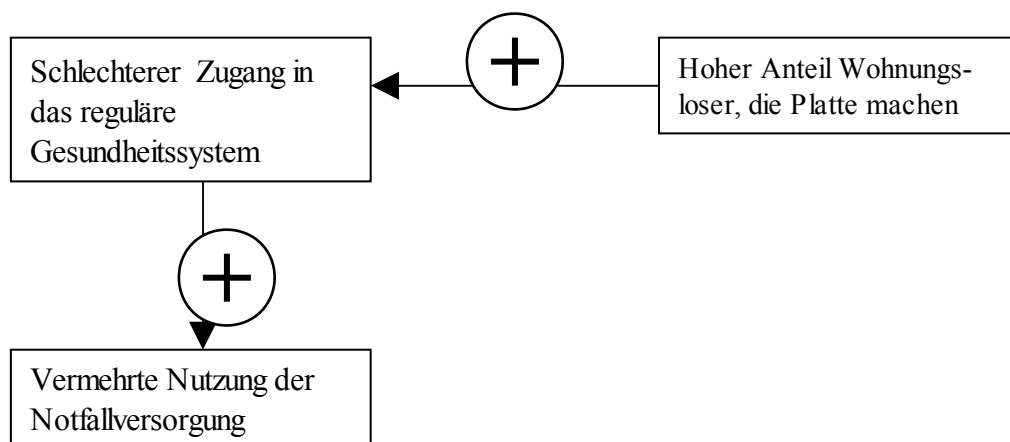 Schlechterer Zugang in
das reguläre
Gesundheitssystem
+
Hoher Anteil Wohnungs-
loser, die Platte machen
+
Vermehrte Nutzung der
Notfallversorgung